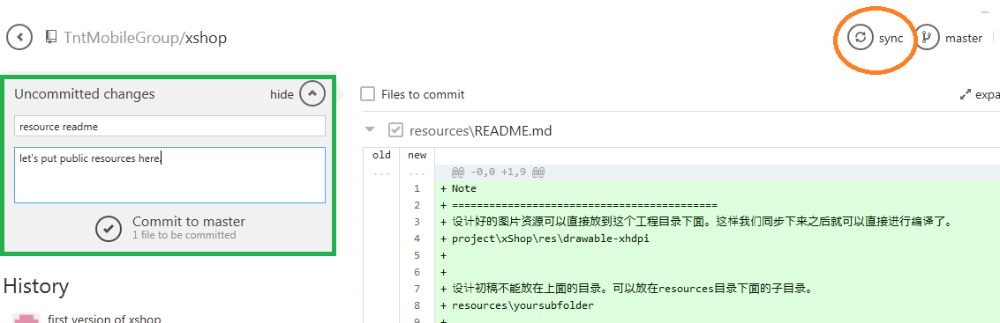 TntMobileGroup/xshop
sync
master
Uncommitted changes
hide
Files to commit
expa
resource readme
resources\README.md
let's put public resources here.
old new
... ... @@ -0,0 +1,9 @@
1 + Note
2 + ==========================================
3 + 设计好的图片资源可以直接放到这个工程目录下面。这样我们同步下来之后就可以直接进行编译了。
4 + project\xShop\res\drawable-xhdpi
5 +
6 +
7 + 设计初稿不能放在上面的目录。可以放在resources目录下面的子目录。
8 + resources\yoursubfolder
9 +
Commit to master
1 file to be committed
History
first version of xshop